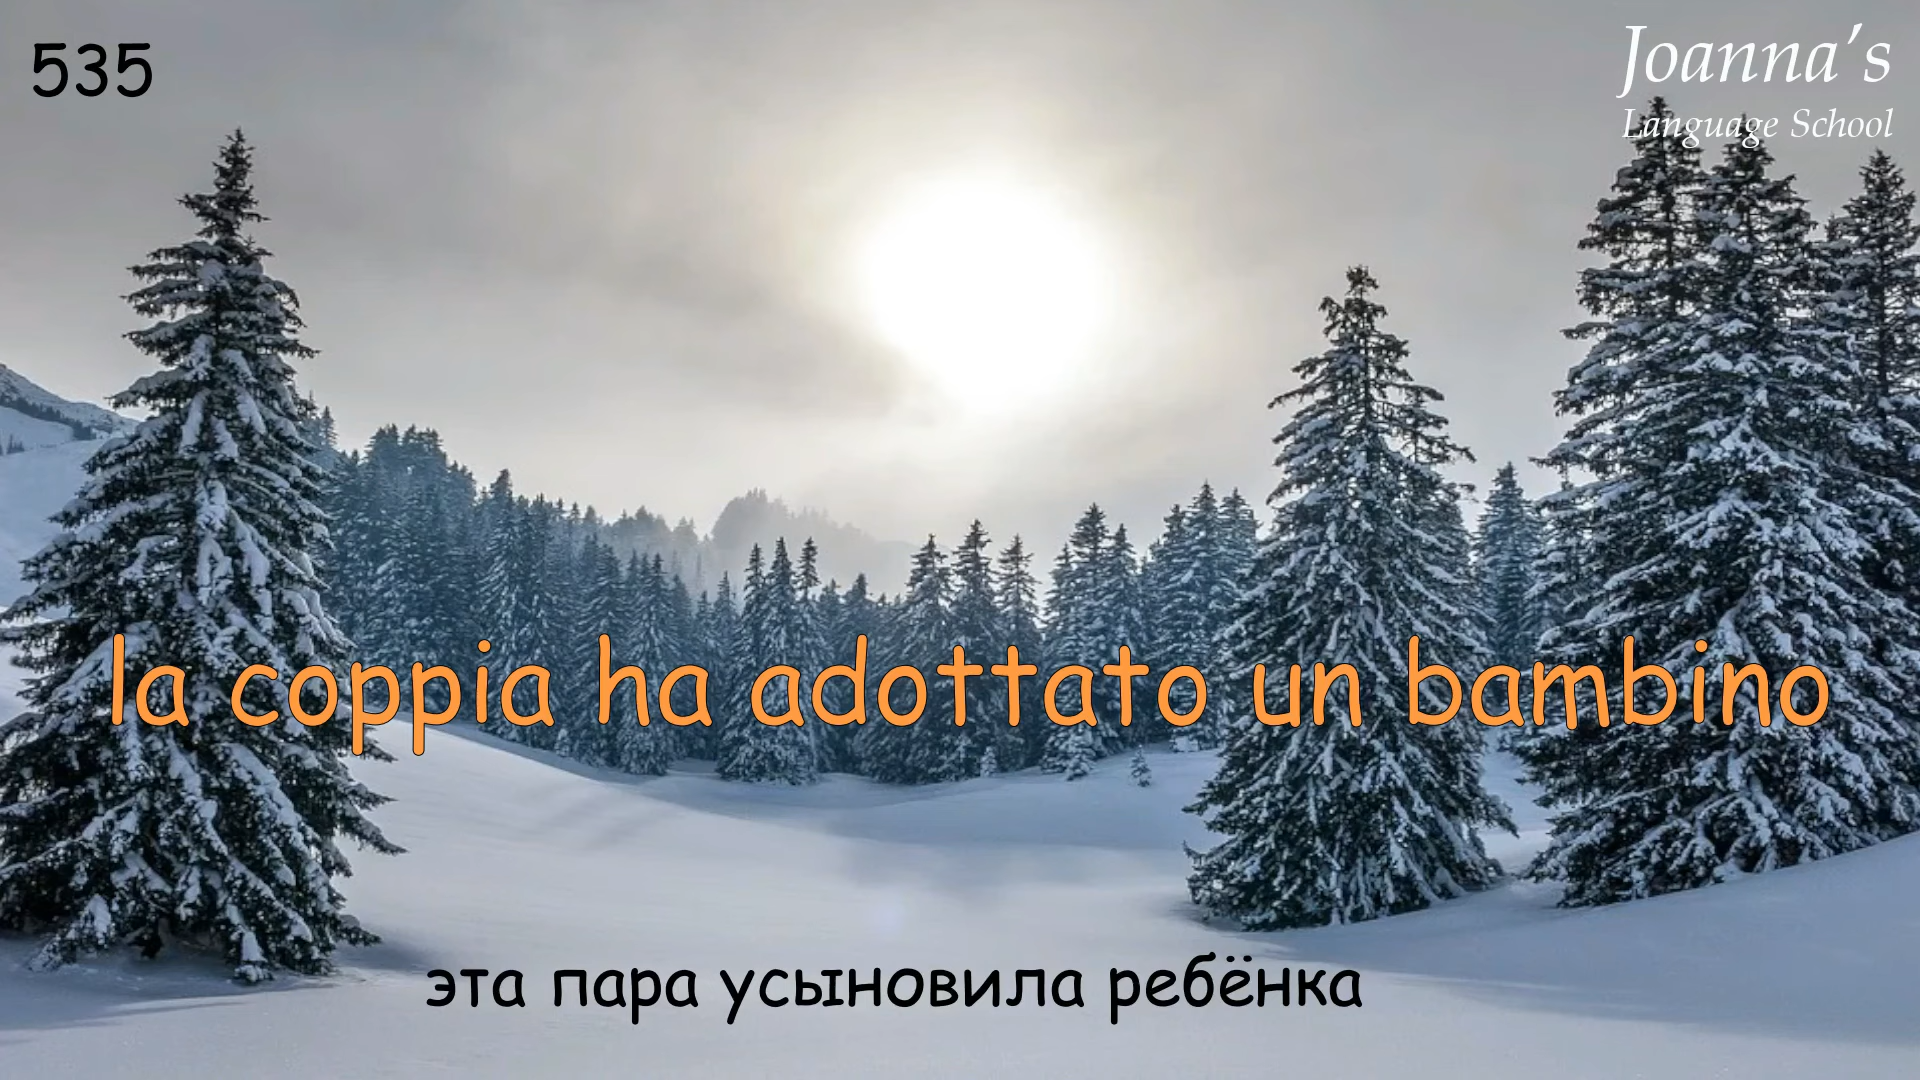 535
Joanna's
Language School
la coppia ha adottato un bambino
эта пара усыновила ребёнка